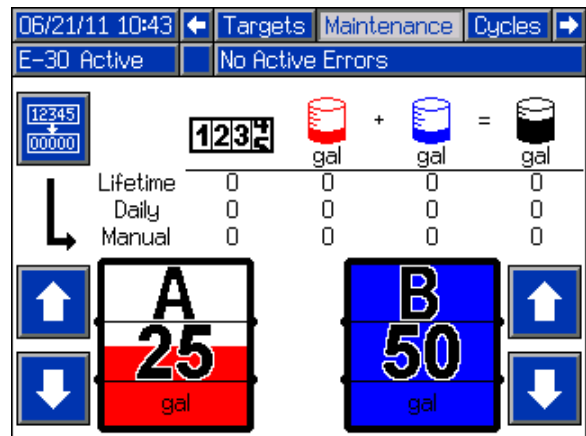 06/21/11 10:43 Targets Maintenance Cycles
E-30 Active No Active Errors
12345
00000
123
+ =
gal gal gal
Lifetime 0 0 0 0
Daily 0 0 0 0
Manual 0 0 0 0
A B
25 50
gal gal